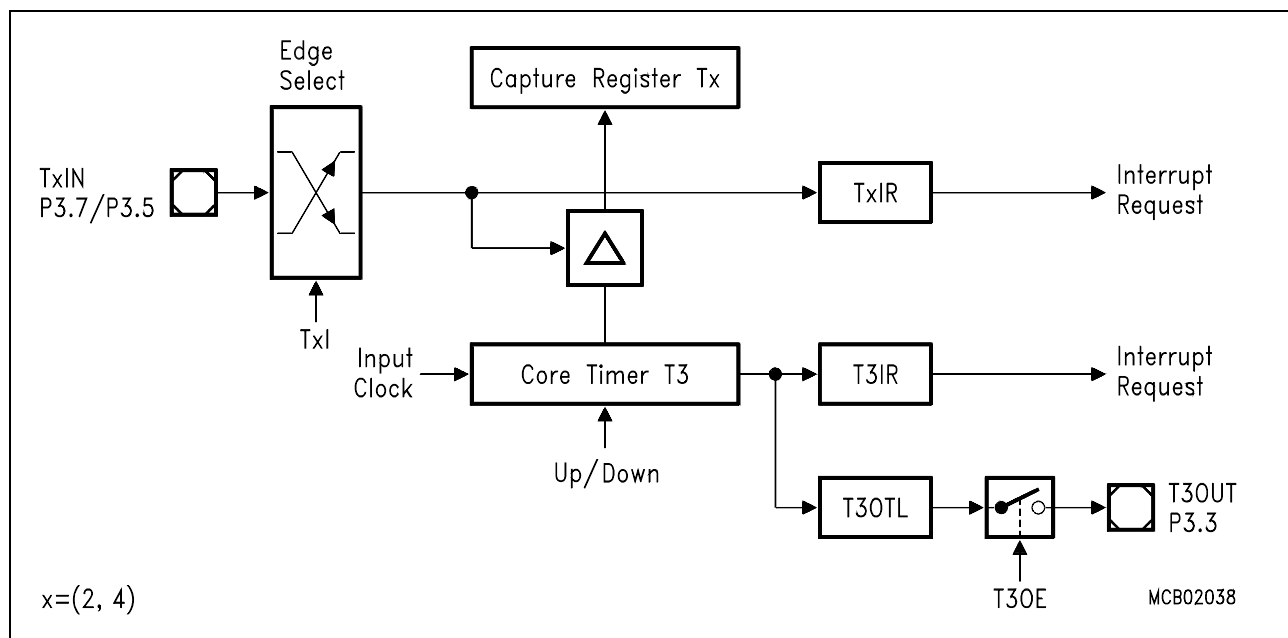 Edge
Select
Capture Register Tx
TxIN
P3.7/P3.5
TxIR
Interrupt
Request
TxI
Input
Clock
Core Timer T3
T3IR
Interrupt
Request
Up/Down
T3OTL
T3OUT
P3.3
T3OE
x=(2, 4)
MCB02038